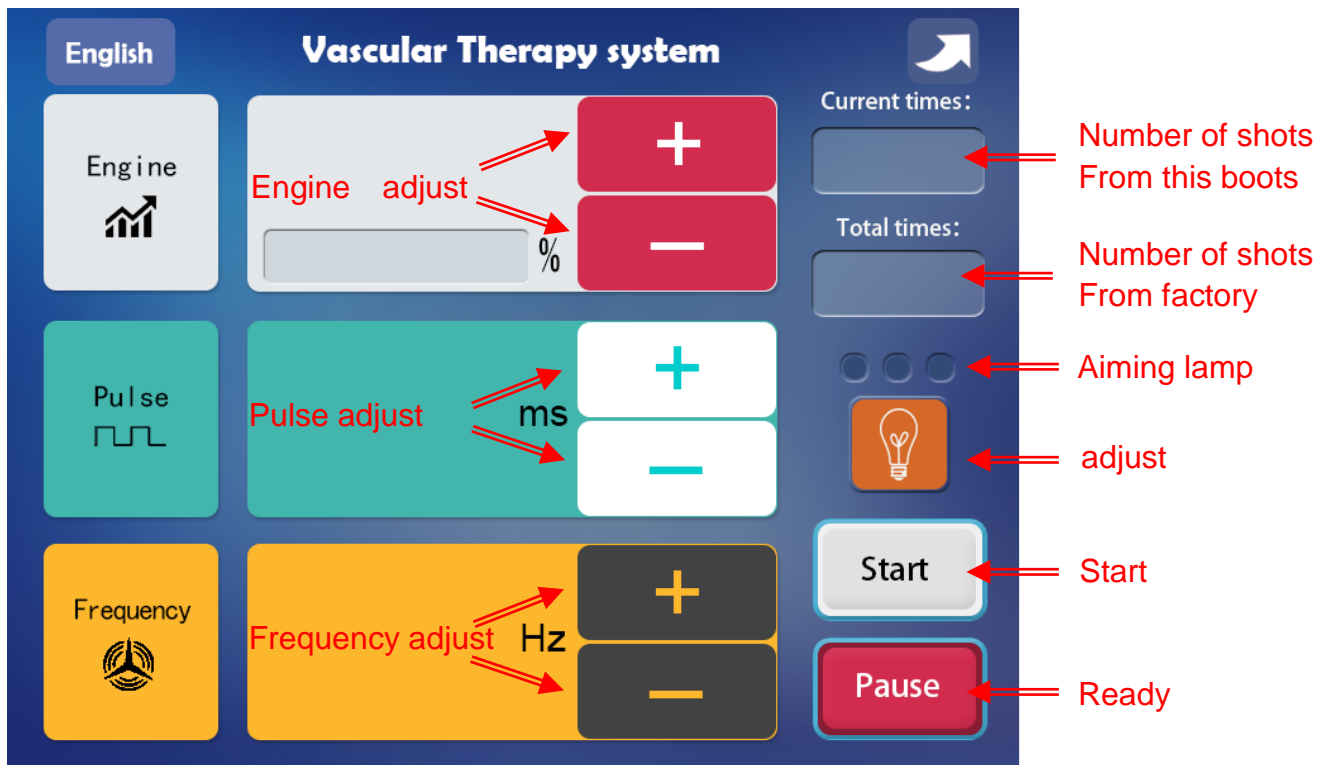 English
Vascular Therapy system
Engine
Engine adjust
%
+
—
Pulse
Pulse adjust
ms
+
—
Frequency
Frequency adjust
Hz
+
—
Current times:
Number of shots
From this boots
Total times:
Number of shots
From factory
Aiming lamp
adjust
Start
Start
Pause
Ready